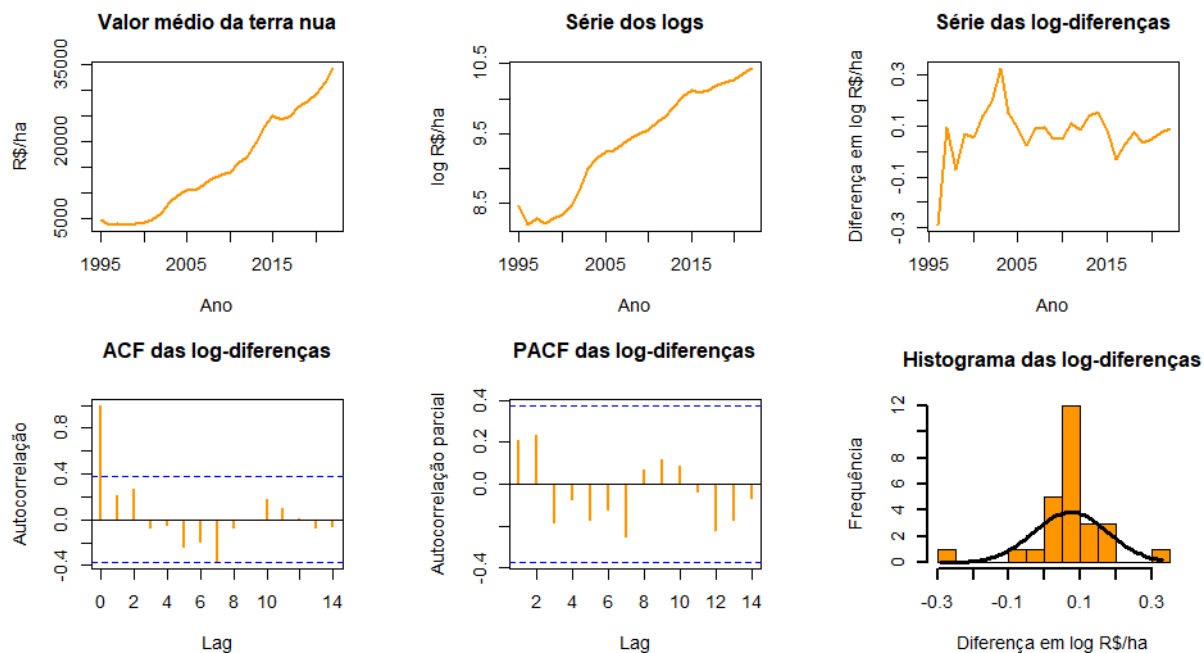 Valor médio da terra nua
R$/ha
35000
20000
5000
1995 2005 2015
Ano
Série dos logs
log R$/ha
10.5
9.5
8.5
1995 2005 2015
Ano
Série das log-diferenças
Diferença em log R$/ha
0.3
0.1
-0.1
-0.3
1995 2005 2015
Ano
ACF das log-diferenças
Autocorrelação
0.8
0.4
0.0
-0.4
0 2 4 6 8 10 14
Lag
PACF das log-diferenças
Autocorrelação parcial
0.4
0.2
0.0
-0.4
2 4 6 8 10 12 14
Lag
Histograma das log-diferenças
Frequência
12
9
6
4
2
0
-0.3 -0.1 0.1 0.3
Diferença em log R$/ha